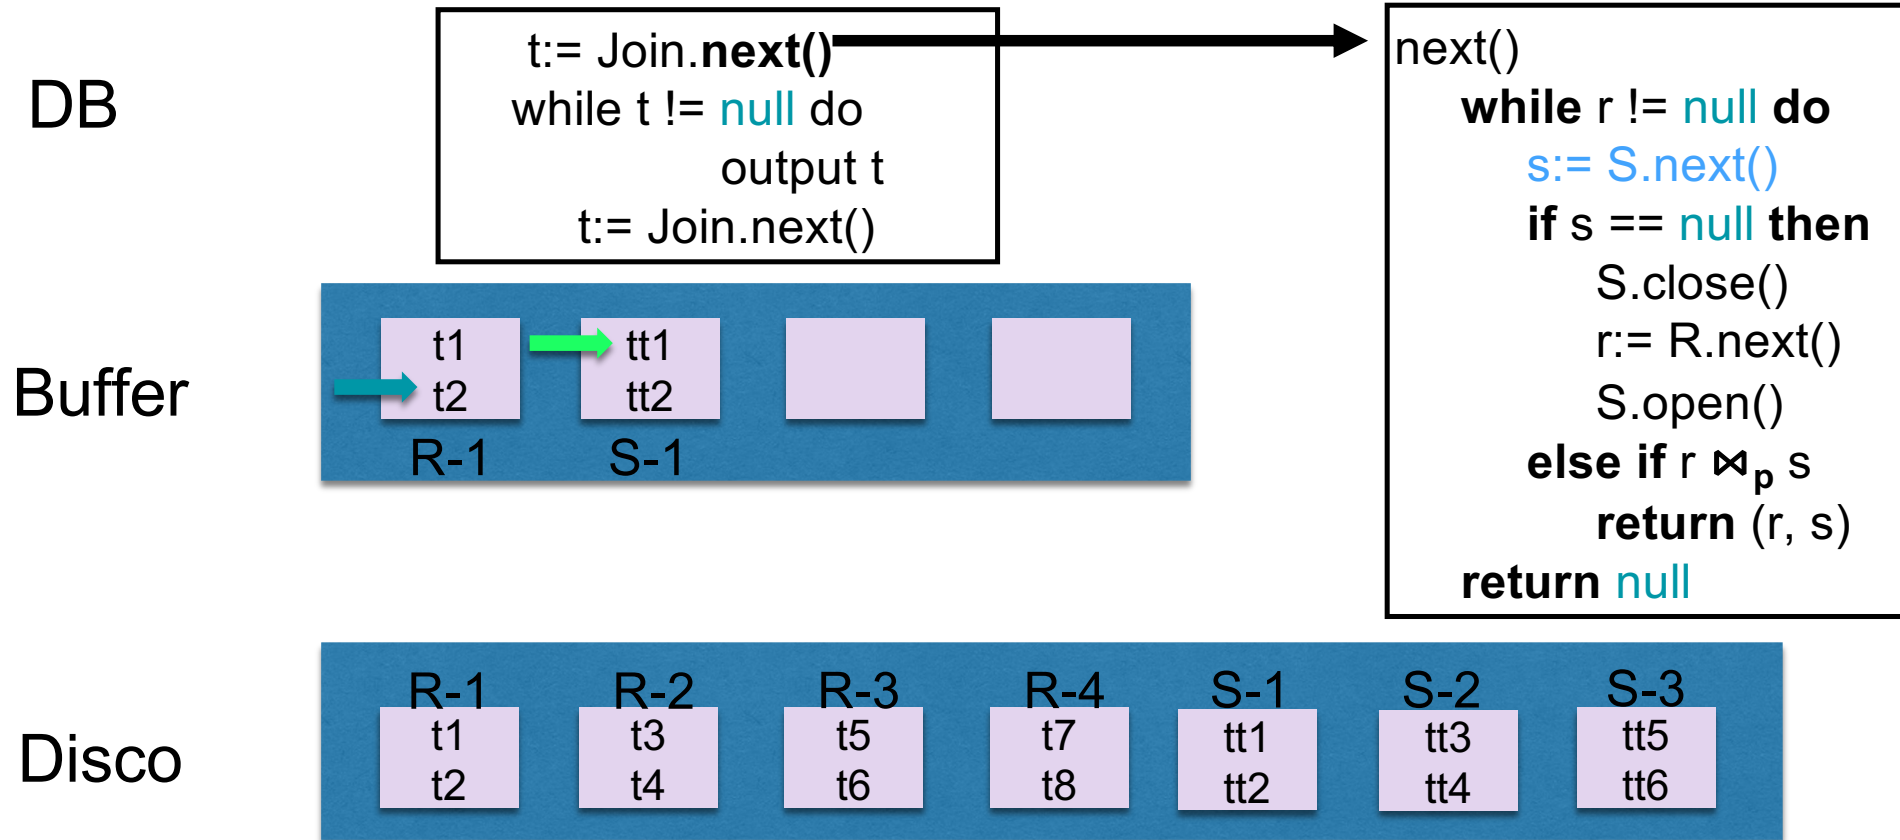 DB
t:= Join.next()
while t != null do
output t
t:= Join.next()
next()
while r != null do
s:= S.next()
if s == null then
S.close()
r:= R.next()
S.open()
else if r ⋈p s
return (r, s)
return null
Buffer
t1
t2
R-1
tt1
tt2
S-1
Disco
R-1
t1
t2
R-2
t3
t4
R-3
t5
t6
R-4
t7
t8
S-1
tt1
tt2
S-2
tt3
tt4
S-3
tt5
tt6